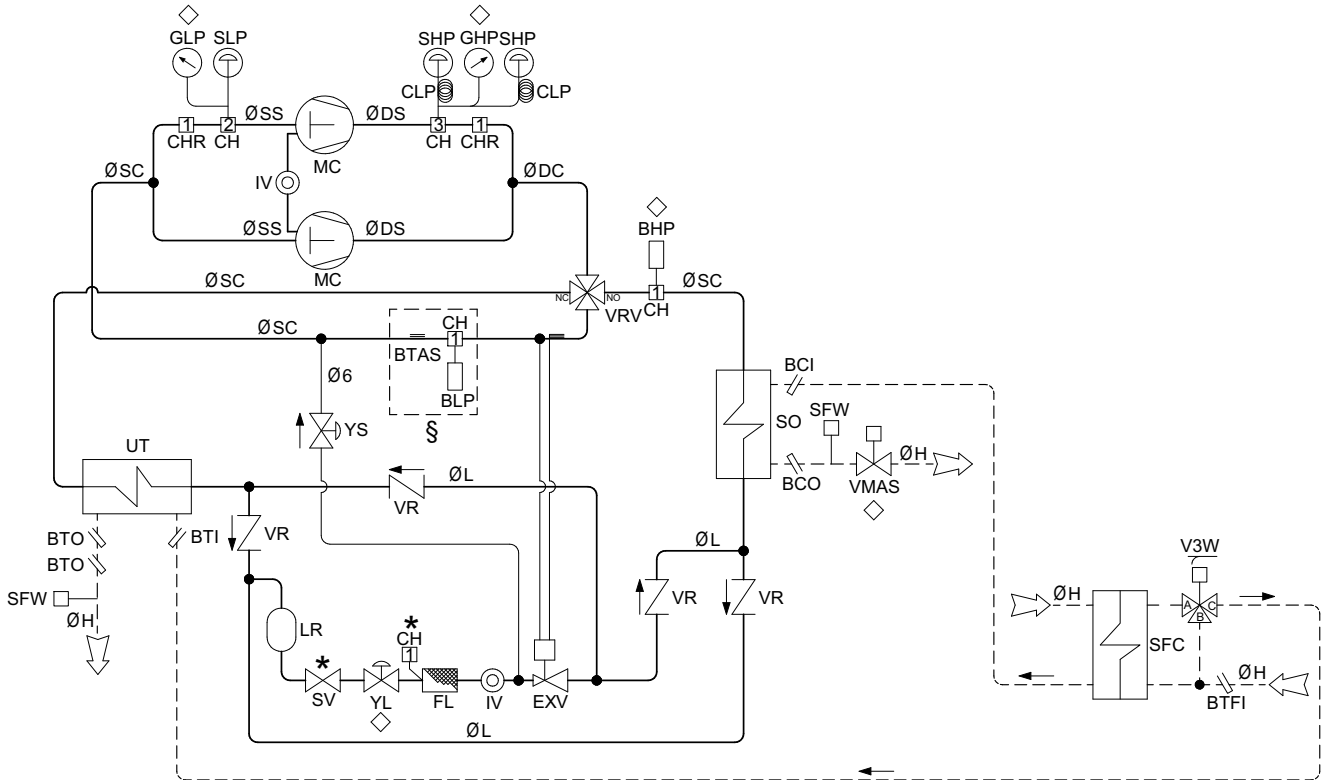 GLP SLP SHP GHP SHP
CLP CLP
ØSS ØDS
1 2 3 1
CHR CH MC CH CHR
ØSC IV ØDC
ØSS ØDS BHP
MC
ØSC ØSC
NC NO 1
VRV CH
ØSC CH
1
BTAS
BLP
Ø6
§
YS
BCI
SFW
SO
ØH
BCO VMAS
UT
ØL
VR
BTO BTI VR
BTO
SFW
ØH
ØL
VR VR
V3W
ØH A C
B
SFC
ØH
BTFI
LR
* *
CH
1
SV YL FL IV EXV
ØL